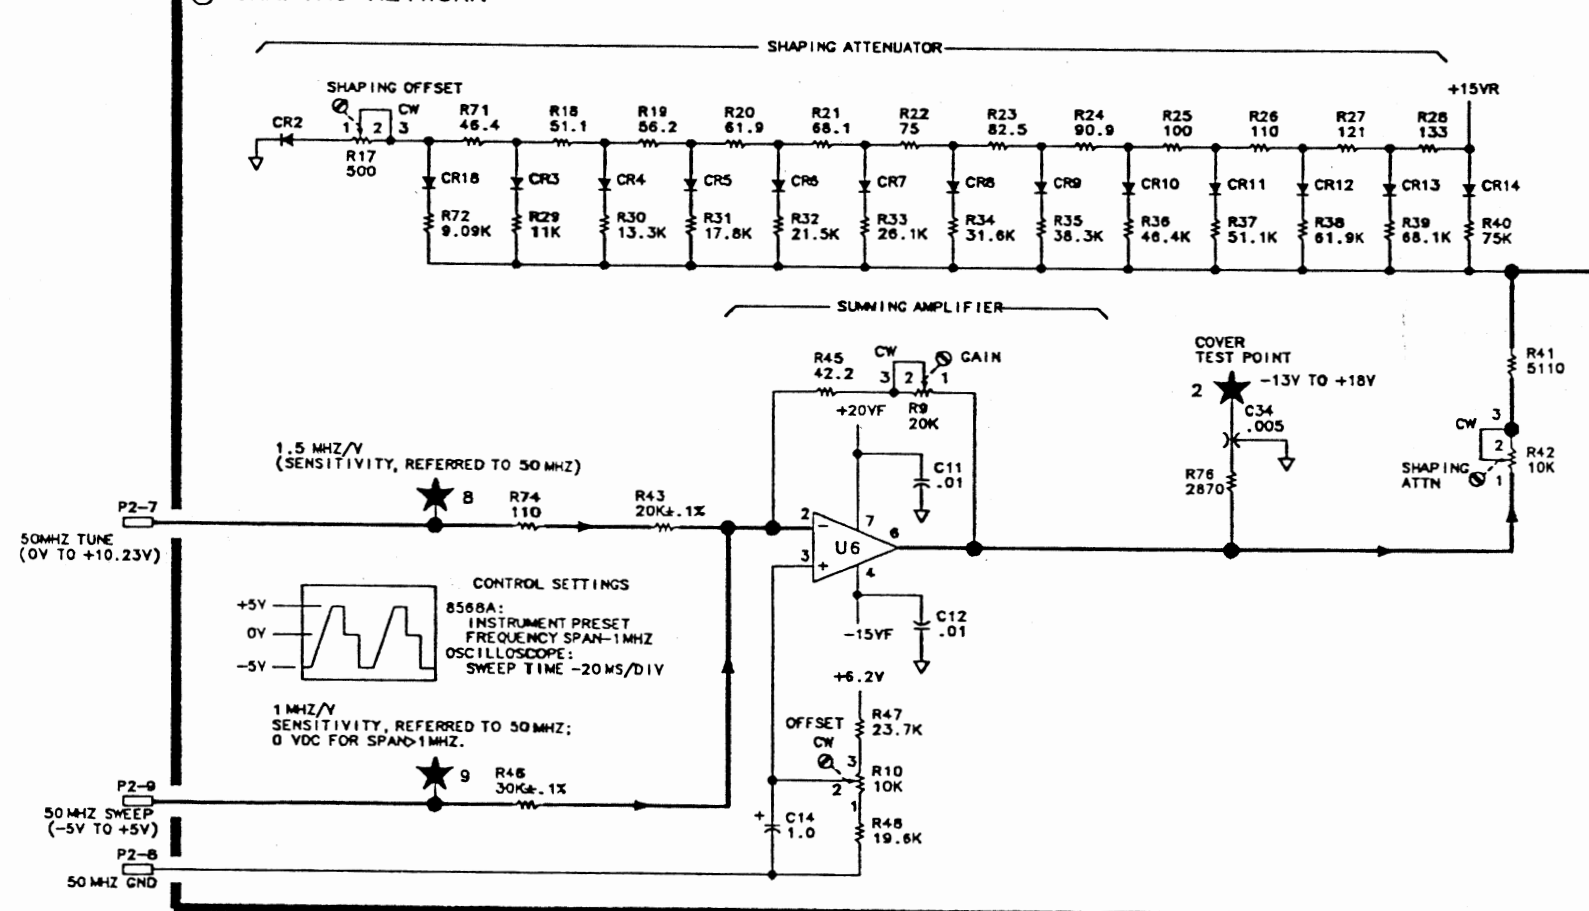 SHAPING ATTENUATOR
SHAPING OFFSET
+15VR
CR2
1 2 3
CW
R17
500
R71
46.4
R18
51.1
R19
56.2
R20
61.9
R21
68.1
R22
75
R23
82.5
R24
90.9
R25
100
R26
110
R27
121
R28
133
CR18
CR3
CR4
CR5
CR6
CR7
CR8
CR9
CR10
CR11
CR12
CR13
CR14
R72
9.09K
R29
11K
R30
13.3K
R31
17.8K
R32
21.5K
R33
26.1K
R34
31.6K
R35
38.3K
R36
46.4K
R37
51.1K
R38
61.9K
R39
68.1K
R40
75K
SUMMING AMPLIFIER
R45
42.2
CW
GAIN
3 2 1
+20VF
R9
20K
COVER
TEST POINT
2
-13V TO +18V
C34
.005
R76
2870
R41
5110
CW
3
2
1
R42
10K
SHAPING
ATTN
1.5 MHZ/V
(SENSITIVITY, REFERRED TO 50 MHZ)
8
R74
110
R43
20K±.1%
C11
.01
P2-7
50MHZ TUNE
(0V TO +10.23V)
2
-
7
6
U6
3
+
4
C12
.01
-15VF
CONTROL SETTINGS
+5V
0V
-5V
8568A:
INSTRUMENT PRESET
FREQUENCY SPAN-1MHZ
OSCILLOSCOPE:
SWEEP TIME -20MS/DIV
+6.2V
R47
23.7K
OFFSET
CW
3
2
1
R10
10K
1 MHZ/V
SENSITIVITY, REFERRED TO 50 MHZ;
0 VDC FOR SPAN>1MHZ.
9
R46
30K±.1%
P2-9
50 MHZ SWEEP
(-5V TO +5V)
+
C14
1.0
R48
19.6K
P2-8
50 MHZ GND